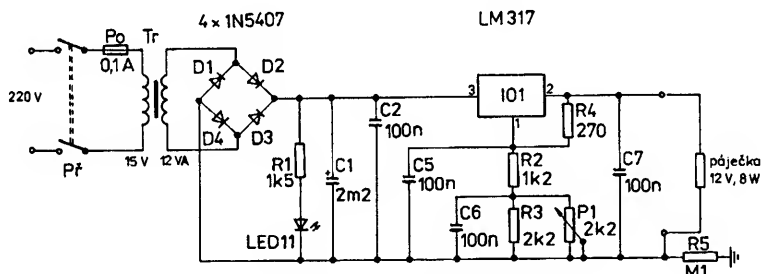 4 x 1N5407
LM 317
Po
Tr
0,1 A
D1
D2
220 V
3
IO1
2
1
R4
270
C2
100n
D4
D3
Př
15 V
12 VA
R1
1k5
C1
+
2m2
C5
100n
R2
1k2
C7
100n
páječka
12 V, 8 W
LED11
C6
100n
R3
2k2
P1
2k2
R5
M1